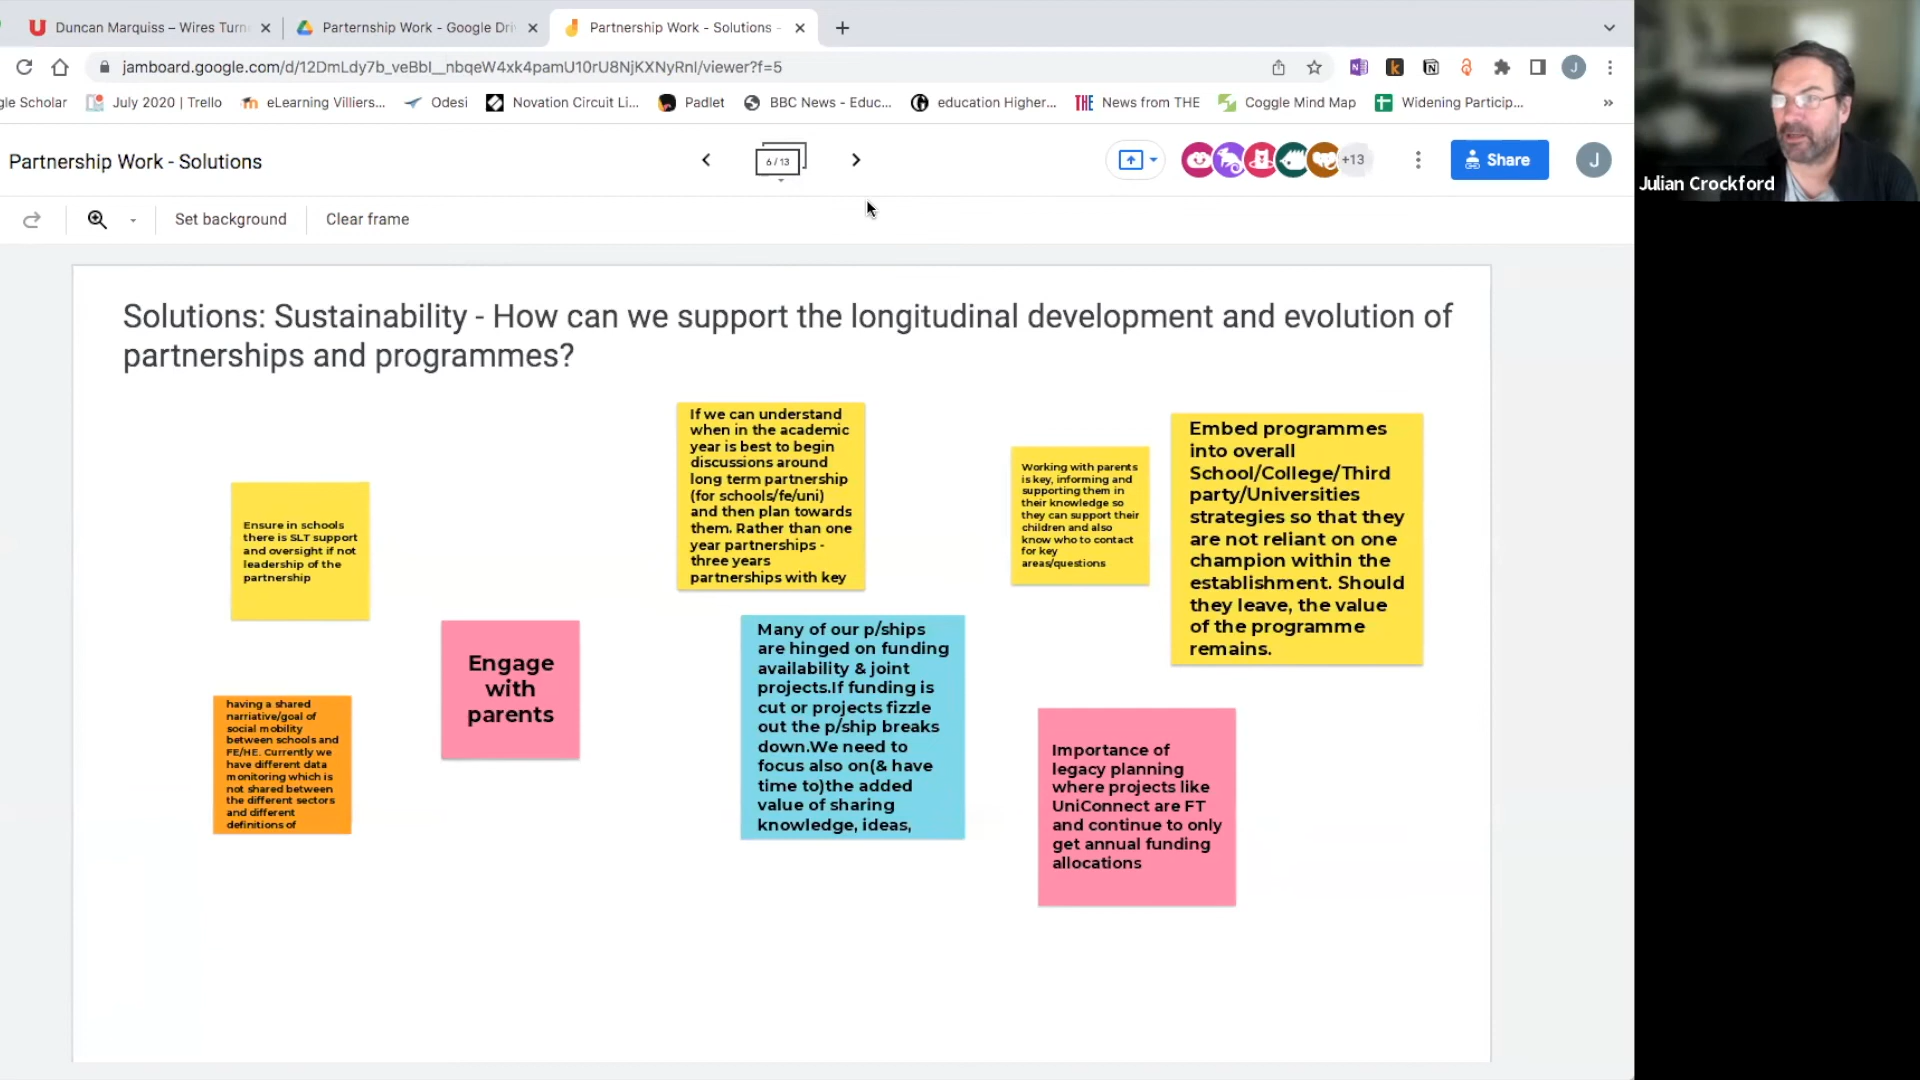 Duncan Marquiss – Wires Turn
Parternship Work - Google Dri
Partnership Work - Solutions -
jamboard.google.com/d/12DmLdy7b_veBbl__nbqeW4xk4pamU10rU8NjKXNyRnI/viewer?f=5
gle Scholar
July 2020 | Trello
eLearning Villiers...
Odesi
Novation Circuit Li...
Padlet
BBC News - Educ...
education Higher...
THE News from THE
Coggle Mind Map
Widening Particip...
»
Partnership Work - Solutions
6 / 13
+13
Share
J
Julian Crockford
Set background
Clear frame
Solutions: Sustainability - How can we support the longitudinal development and evolution of
partnerships and programmes?
Ensure in schools
there is SLT support
and oversight if not
leadership of the
partnership
having a shared
narriative/goal of
social mobility
between schools and
FE/HE. Currently we
have different data
monitoring which is
not shared between
the different sectors
and different
definitions of
Engage
with
parents
If we can understand
when in the academic
year is best to begin
discussions around
long term partnership
(for schools/fe/uni)
and then plan towards
them. Rather than one
year partnerships -
three years
partnerships with key
Many of our p/ships
are hinged on funding
availability & joint
projects.If funding is
cut or projects fizzle
out the p/ship breaks
down.We need to
focus also on(& have
time to)the added
value of sharing
knowledge, ideas,
Working with parents
is key, informing and
supporting them in
their knowledge so
they can support their
children and also
know who to contact
for key
areas/questions
Embed programmes
into overall
School/College/Third
party/Universities
strategies so that they
are not reliant on one
champion within the
establishment. Should
they leave, the value
of the programme
remains.
Importance of
legacy planning
where projects like
UniConnect are FT
and continue to only
get annual funding
allocations